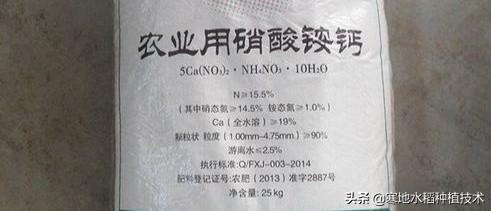 农业用硝酸铵钙
5Ca(NO₃)₂·NH₄NO₃·10H₂O
N≥15.5%
(其中硝态氮≥14.5% 铵态氮≥1.0%)
Ca(全水溶)≥19%
颗粒状 粒度(1.00mm–4.75mm)≥90%
游离水≤2.5%
执行标准:Q/FXJ-003-2014
肥料登记证号:农肥(2013)准字2887号
净含量:25kg
头条@寒地水稻种植技术